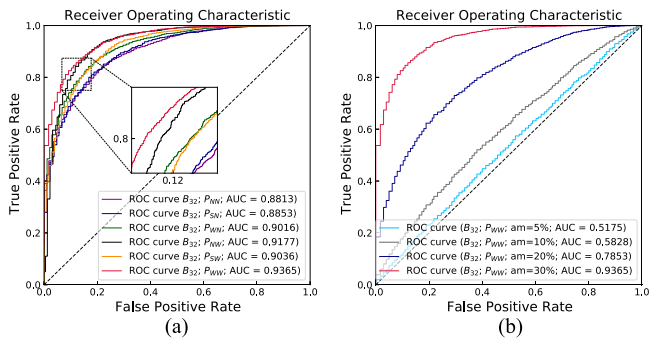 Receiver Operating Characteristic
True Positive Rate
1.0
0.8
0.6
0.4
0.2
0.0
0.8
0.12
ROC curve B32; PNN; AUC = 0.8813
ROC curve B32; PSN; AUC = 0.8853
ROC curve B32; PWN; AUC = 0.9016
ROC curve B32; PNW; AUC = 0.9177
ROC curve B32; PSW; AUC = 0.9036
ROC curve B32; PWW; AUC = 0.9365
0.0 0.2 0.4 0.6 0.8 1.0
False Positive Rate
(a)
Receiver Operating Characteristic
True Positive Rate
1.0
0.8
0.6
0.4
0.2
0.0
ROC curve (B32; PWW; am=5%; AUC = 0.5175
ROC curve (B32; PWW; am=10%; AUC = 0.5828
ROC curve (B32; PWW; am=20%; AUC = 0.7853
ROC curve (B32; PWW; am=30%; AUC = 0.9365
0.0 0.2 0.4 0.6 0.8 1.0
False Positive Rate
(b)